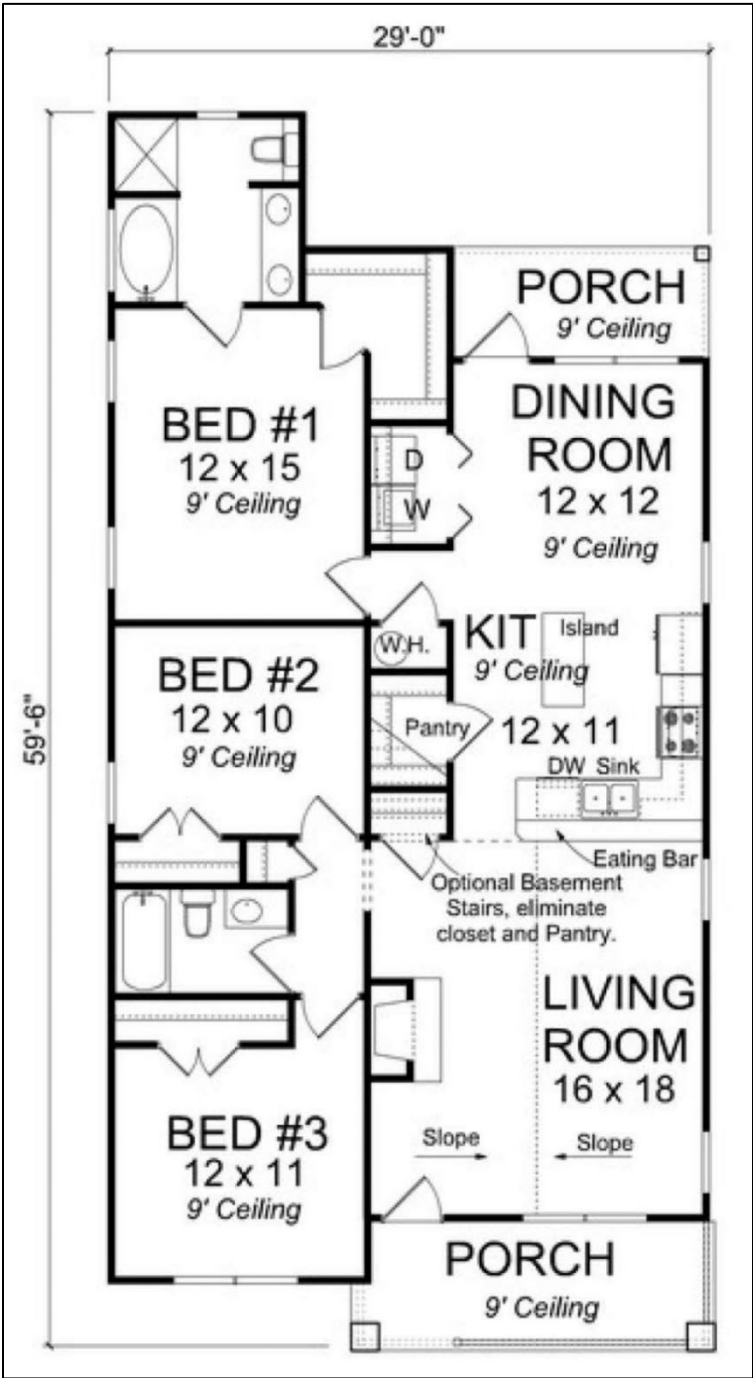 29'-0"
59'-6"
PORCH
9' Ceiling
BED #1
12 x 15
9' Ceiling
D
W
DINING
ROOM
12 x 12
9' Ceiling
W.H.
KIT
Island
9' Ceiling
12 x 11
BED #2
12 x 10
9' Ceiling
Pantry
DW Sink
Eating Bar
Optional Basement
Stairs, eliminate
closet and Pantry.
LIVING
ROOM
16 x 18
Slope
Slope
BED #3
12 x 11
9' Ceiling
PORCH
9' Ceiling